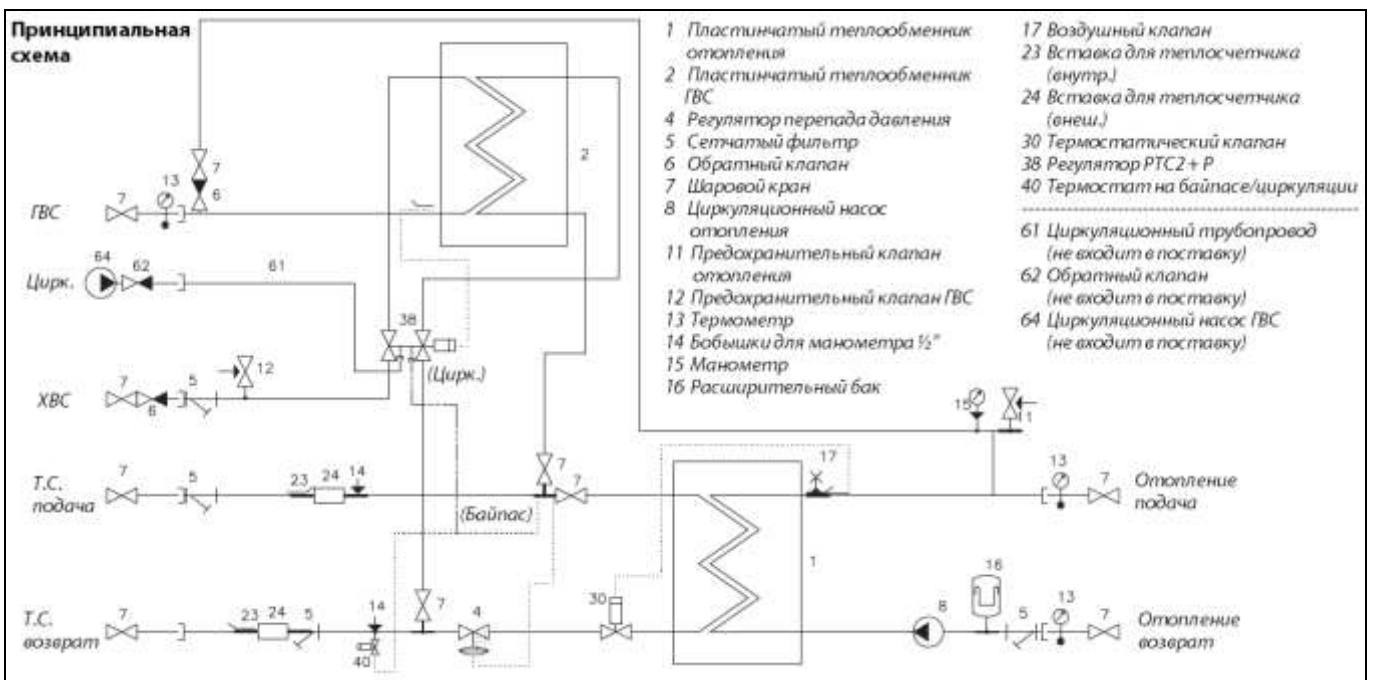 Принципиальная
схема
1 Пластинчатый теплообменник
отопления
2 Пластинчатый теплообменник
ГВС
4 Регулятор перепада давления
5 Сетчатый фильтр
6 Обратный клапан
7 Шаровой кран
8 Циркуляционный насос
отопления
11 Предохранительный клапан
отопления
12 Предохранительный клапан ГВС
13 Термометр
14 Бобышки для манометра ½"
15 Манометр
16 Расширительный бак
17 Воздушный клапан
23 Вставка для теплосчетчика
(внутр.)
24 Вставка для теплосчетчика
(внеш.)
30 Термостатический клапан
38 Регулятор РТС2 + Р
40 Термостат на байпасе/циркуляции
61 Циркуляционный трубопровод
(не входит в поставку)
62 Обратный клапан
(не входит в поставку)
64 Циркуляционный насос ГВС
(не входит в поставку)
2
7
6
ГВС
7
13
Цирк.
64
62
61
38
(Цирк.)
ХВС
7
6
5
12
15
11
Т.С.
подача
7
5
23
24
14
(Байпас)
7
7
17
13
7
Отопление
подача
1
Т.С.
возврат
7
23
24
5
14
40
7
4
30
8
16
5
13
7
Отопление
возврат